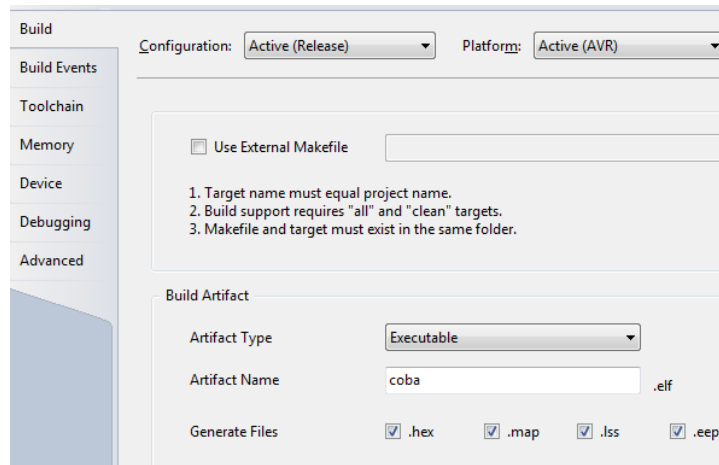 Build
Configuration: Active (Release) Platform: Active (AVR)
Build Events
Toolchain
Memory
Use External Makefile
Device
1. Target name must equal project name.
2. Build support requires "all" and "clean" targets.
3. Makefile and target must exist in the same folder.
Debugging
Advanced
Build Artifact
Artifact Type Executable
Artifact Name coba .elf
Generate Files .hex .map .lss .eep